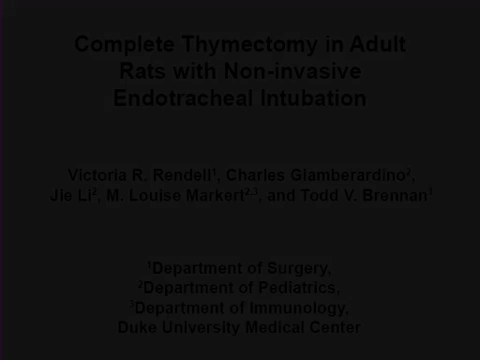 Complete Thymectomy in Adult
Rats with Non-invasive
Endotracheal Intubation
Victoria R. Rendell¹, Charles Giamberardino²,
Jie Li², M. Louise Markert²,³, and Todd V. Brennan¹
¹Department of Surgery,
²Department of Pediatrics,
³Department of Immunology,
Duke University Medical Center